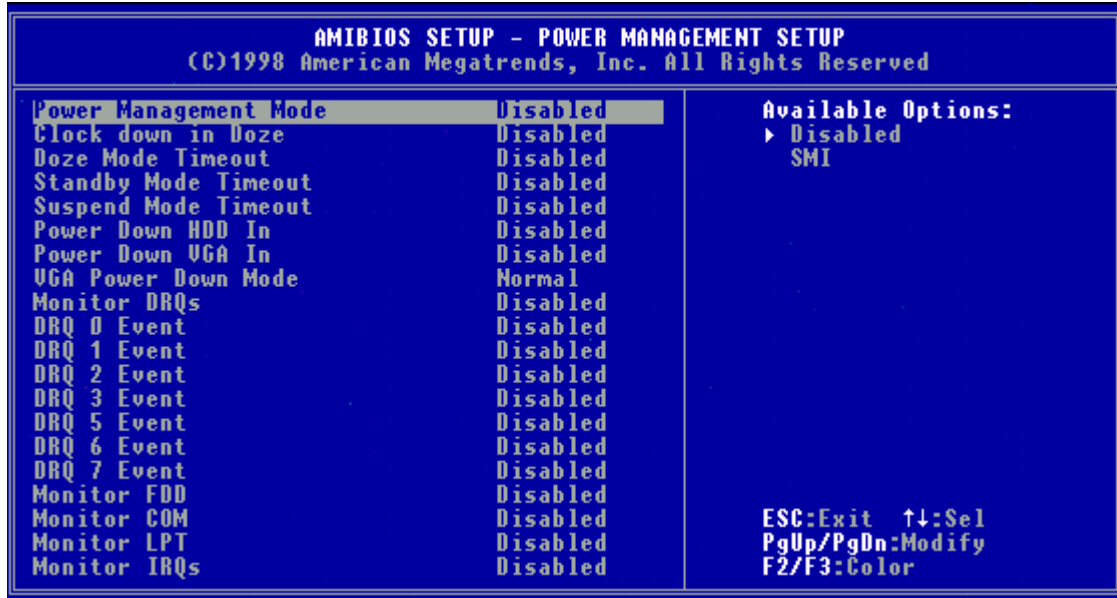 AMIBIOS SETUP - POWER MANAGEMENT SETUP
(C)1998 American Megatrends, Inc. All Rights Reserved
Power Management Mode Disabled
Clock down in Doze Disabled
Doze Mode Timeout Disabled
Standby Mode Timeout Disabled
Suspend Mode Timeout Disabled
Power Down HDD In Disabled
Power Down VGA In Disabled
VGA Power Down Mode Normal
Monitor DRQs Disabled
DRQ 0 Event Disabled
DRQ 1 Event Disabled
DRQ 2 Event Disabled
DRQ 3 Event Disabled
DRQ 5 Event Disabled
DRQ 6 Event Disabled
DRQ 7 Event Disabled
Monitor FDD Disabled
Monitor COM Disabled
Monitor LPT Disabled
Monitor IRQs Disabled
Available Options:
▶ Disabled
SMI
ESC:Exit ↑↓:Sel
PgUp/PgDn:Modify
F2/F3:Color